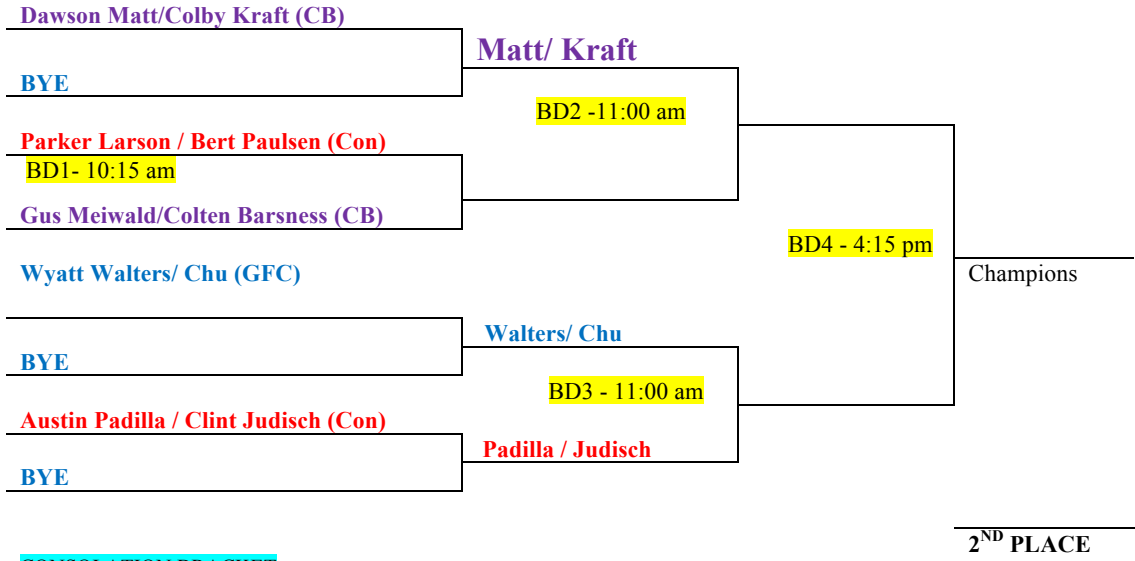 Dawson Matt/Colby Kraft (CB)
Matt/ Kraft
BYE
BD2 -11:00 am
Parker Larson / Bert Paulsen (Con)
BD1- 10:15 am
Gus Meiwald/Colten Barsness (CB)
BD4 - 4:15 pm
Wyatt Walters/ Chu (GFC)
Champions
Walters/ Chu
BYE
BD3 - 11:00 am
Austin Padilla / Clint Judisch (Con)
Padilla / Judisch
BYE
2ND PLACE
CONSOLATION BRACKET